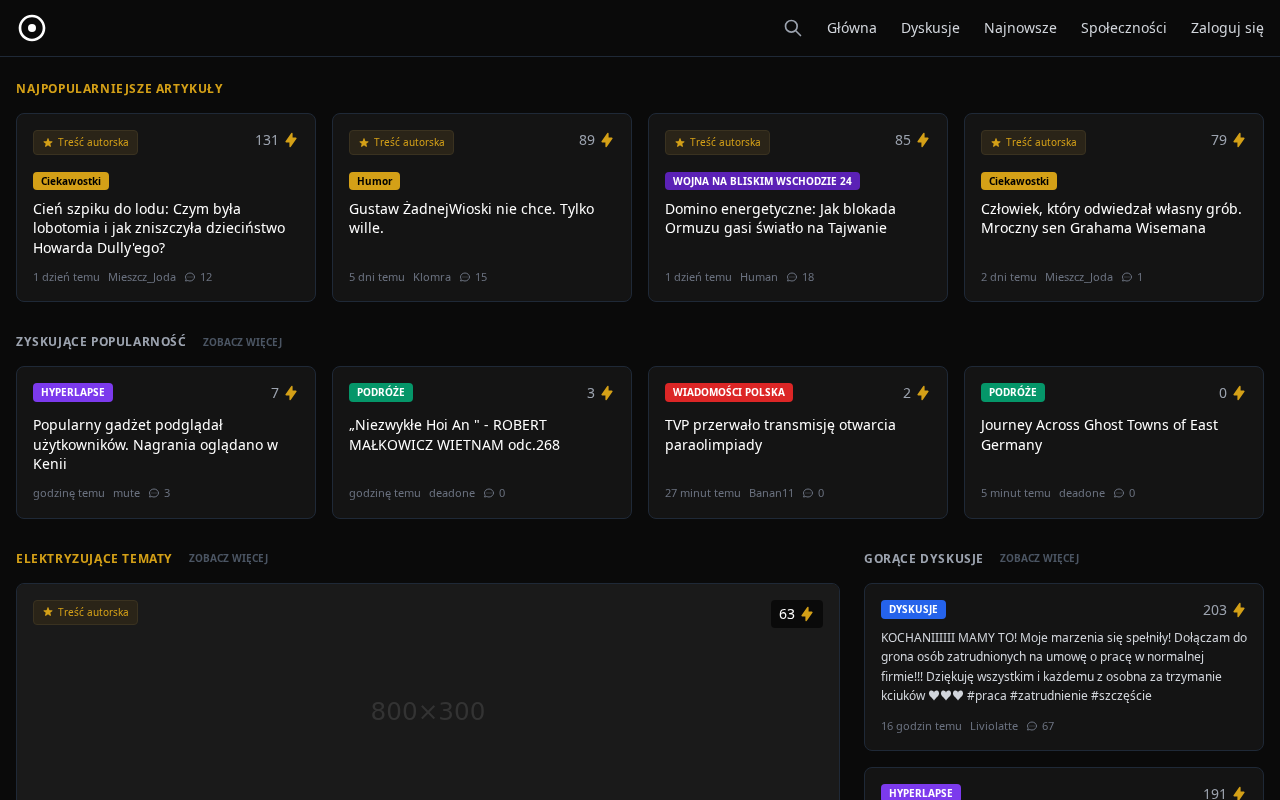 Główna Dyskusje Najnowsze Społeczności Zaloguj się
NAJPOPULARNIEJSZE ARTYKUŁY
Treść autorska 131
Ciekawostki
Cień szpiku do lodu: Czym była
lobotomia i jak zniszczyła dzieciństwo
Howarda Dully'ego?
1 dzień temu Mieszcz_Joda 12
Treść autorska 89
Humor
Gustaw ŻadnejWioski nie chce. Tylko
wille.
5 dni temu Klomra 15
Treść autorska 85
WOJNA NA BLISKIM WSCHODZIE 24
Domino energetyczne: Jak blokada
Ormuzu gasi światło na Tajwanie
1 dzień temu Human 18
Treść autorska 79
Ciekawostki
Człowiek, który odwiedzał własny grób.
Mroczny sen Grahama Wisemana
2 dni temu Mieszcz_Joda 1
ZYSKUJĄCE POPULARNOŚĆ ZOBACZ WIĘCEJ
HYPERLAPSE 7
Popularny gadżet podglądał
użytkowników. Nagrania oglądano w
Kenii
godzinę temu mute 3
PODRÓŻE 3
„Niezwykłe Hoi An " - ROBERT
MAŁKOWICZ WIETNAM odc.268
godzinę temu deadone 0
WIADOMOŚCI POLSKA 2
TVP przerwało transmisję otwarcia
paraolimpiady
27 minut temu Banan11 0
PODRÓŻE 0
Journey Across Ghost Towns of East
Germany
5 minut temu deadone 0
ELEKTRYZUJĄCE TEMATY ZOBACZ WIĘCEJ
Treść autorska 63
800×300
GORĄCE DYSKUSJE ZOBACZ WIĘCEJ
DYSKUSJE 203
KOCHANIIIIII MAMY TO! Moje marzenia się spełniły! Dołączam do
grona osób zatrudnionych na umowę o pracę w normalnej
firmie!!! Dziękuję wszystkim i każdemu z osobna za trzymanie
kciuków ♥♥♥ #praca #zatrudnienie #szczęście
16 godzin temu Liviolatte 67
HYPERLAPSE 191